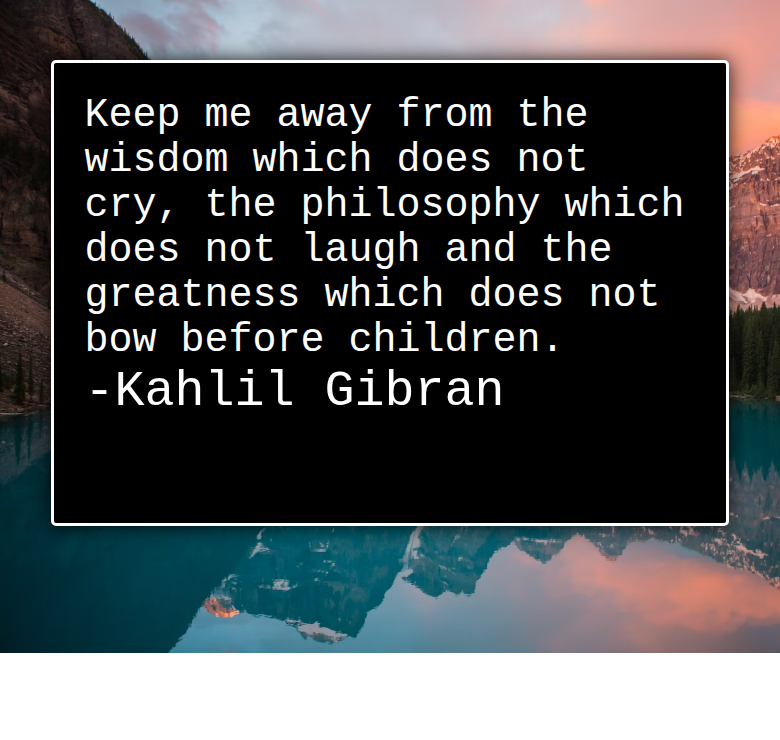 Keep me away from the
wisdom which does not
cry, the philosophy which
does not laugh and the
greatness which does not
bow before children.
-Kahlil Gibran